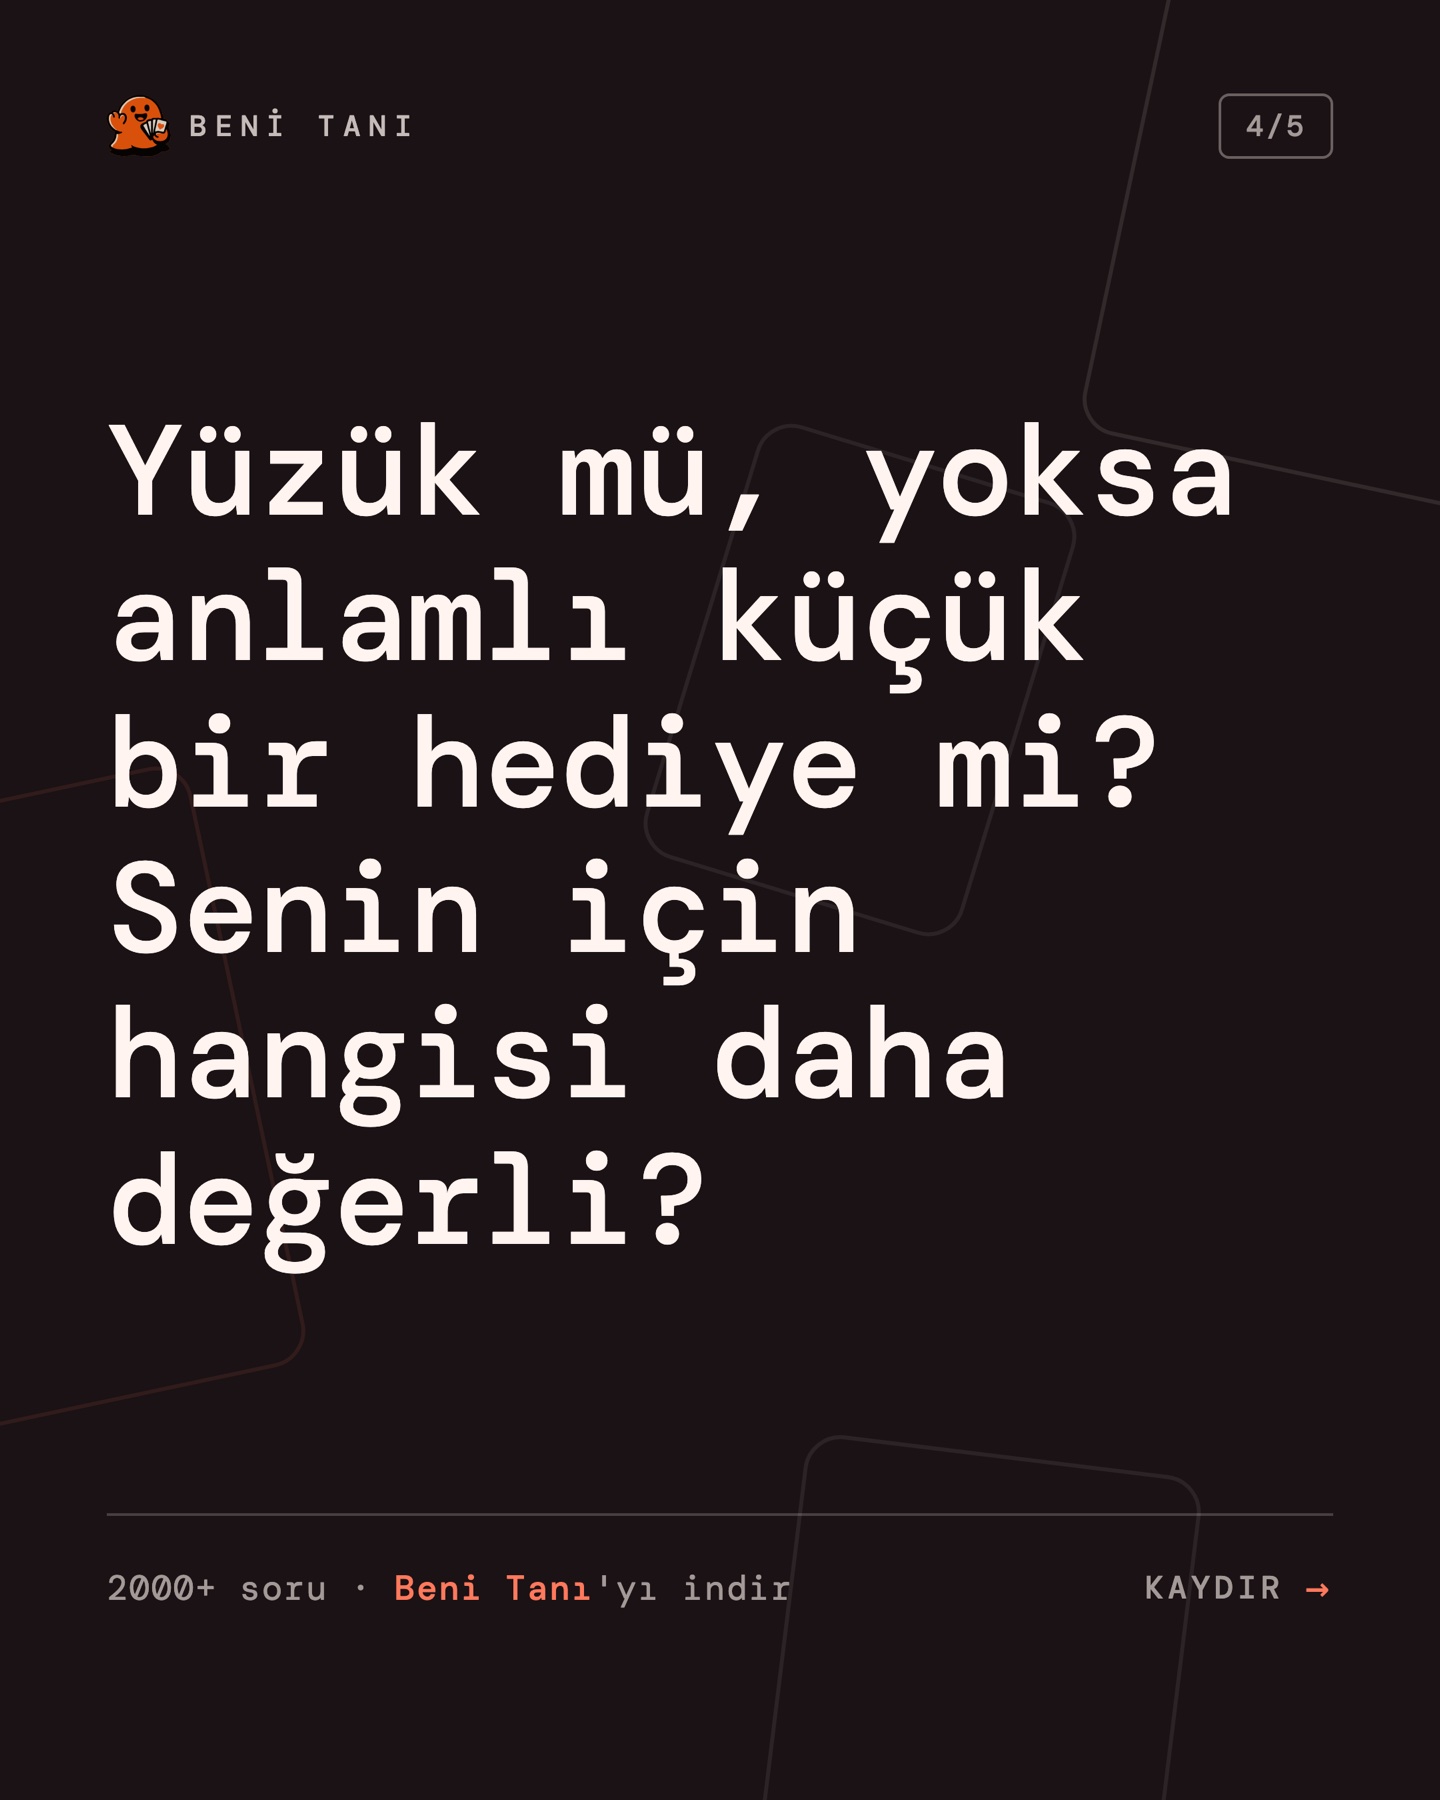 BENİ TANI
4/5
Yüzük mü, yoksa
anlamlı küçük
bir hediye mi?
Senin için
hangisi daha
değerli?
2000+ soru · Beni Tanı'yı indir
KAYDIR →